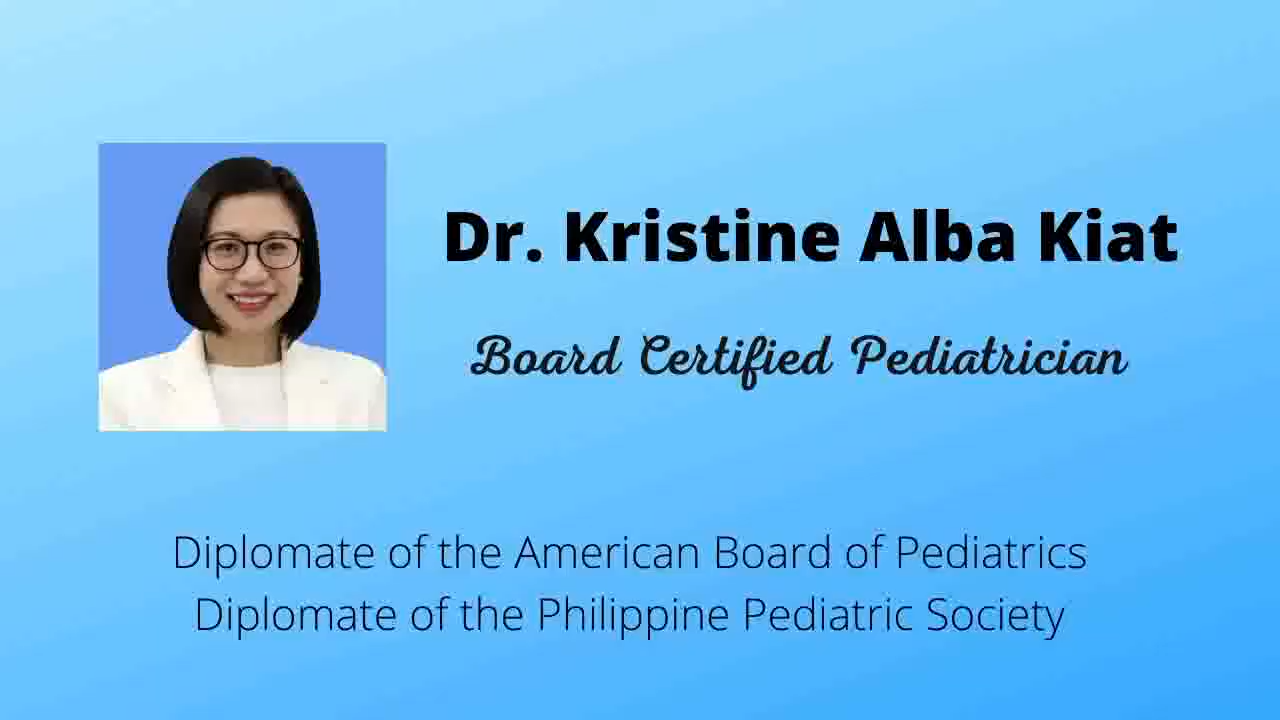 Dr. Kristine Alba Kiat
Board Certified Pediatrician
Diplomate of the American Board of Pediatrics
Diplomate of the Philippine Pediatric Society